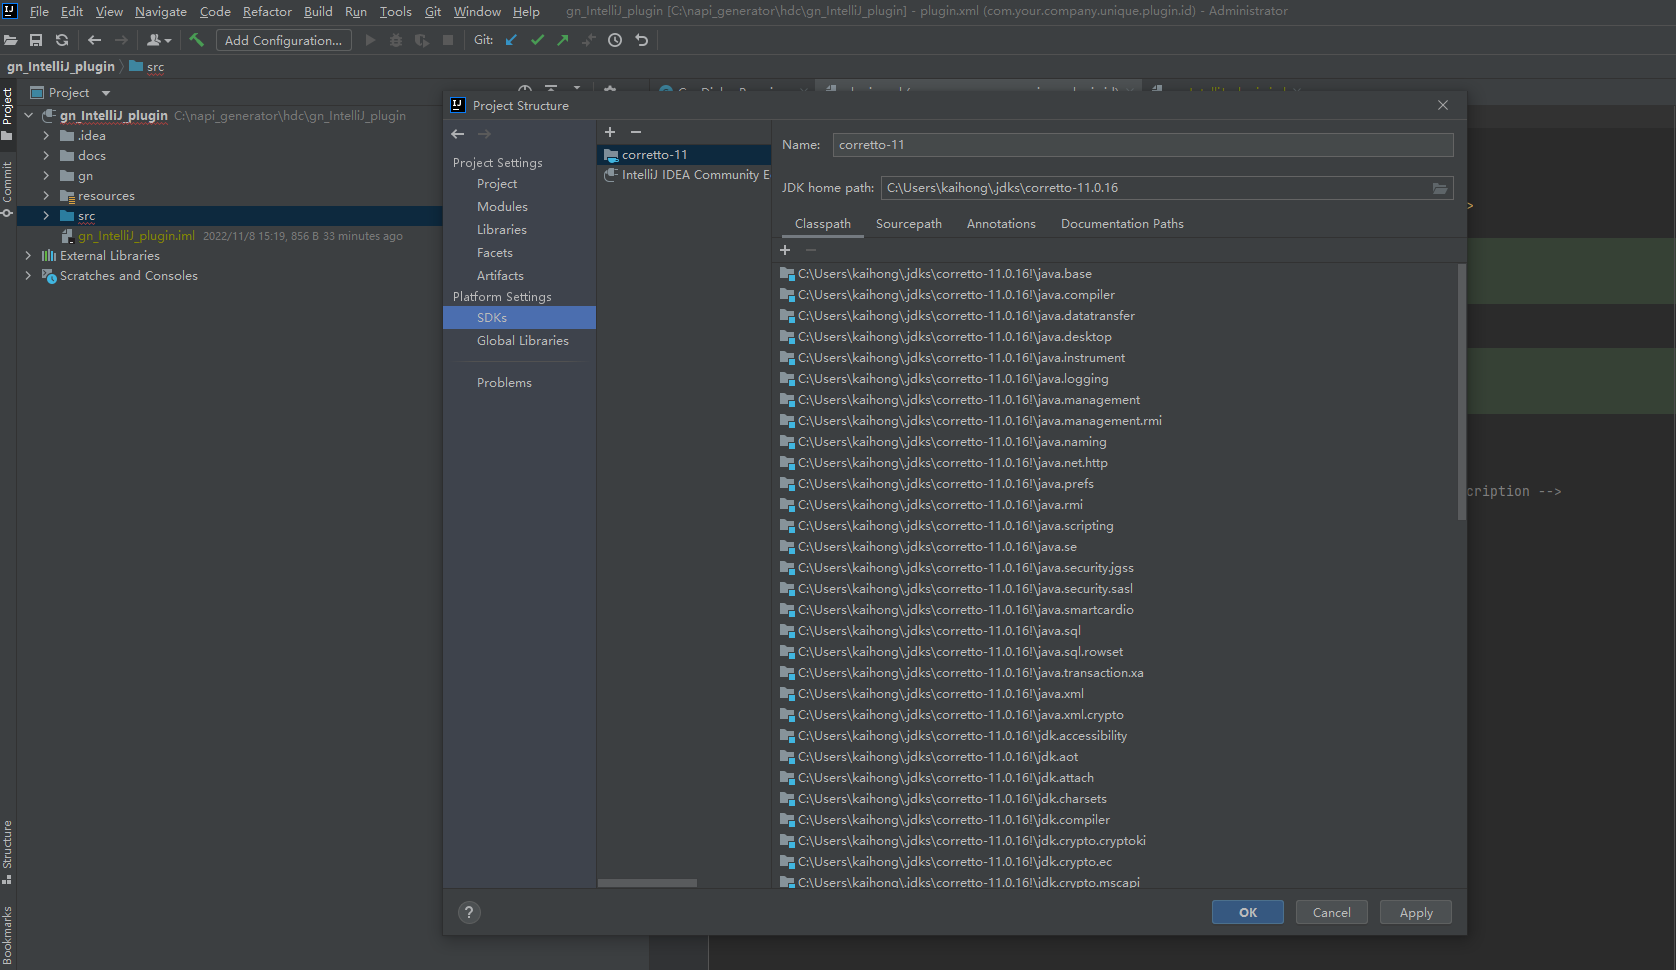 File Edit View Navigate Code Refactor Build Run Tools Git Window Help gn_IntelliJ_plugin [C:\napi_generator\hdc\gn_IntelliJ_plugin] - plugin.xml (com.your.company.unique.plugin.id) - Administrator
Add Configuration... Git:
gn_IntelliJ_plugin src
Project
Project
gn_IntelliJ_plugin C:\napi_generator\hdc\gn_IntelliJ_plugin
.idea
docs
gn
resources
src
gn_IntelliJ_plugin.iml 2022/11/8 15:19, 856 B 33 minutes ago
External Libraries
Scratches and Consoles
Commit
Structure
Bookmarks
Project Structure
Project Settings
Project
Modules
Libraries
Facets
Artifacts
Platform Settings
SDKs
Global Libraries
Problems
corretto-11
IntelliJ IDEA Community E
Name: corretto-11
JDK home path: C:\Users\kaihong\.jdks\corretto-11.0.16
Classpath Sourcepath Annotations Documentation Paths
C:\Users\kaihong\.jdks\corretto-11.0.16!\java.base
C:\Users\kaihong\.jdks\corretto-11.0.16!\java.compiler
C:\Users\kaihong\.jdks\corretto-11.0.16!\java.datatransfer
C:\Users\kaihong\.jdks\corretto-11.0.16!\java.desktop
C:\Users\kaihong\.jdks\corretto-11.0.16!\java.instrument
C:\Users\kaihong\.jdks\corretto-11.0.16!\java.logging
C:\Users\kaihong\.jdks\corretto-11.0.16!\java.management
C:\Users\kaihong\.jdks\corretto-11.0.16!\java.management.rmi
C:\Users\kaihong\.jdks\corretto-11.0.16!\java.naming
C:\Users\kaihong\.jdks\corretto-11.0.16!\java.net.http
C:\Users\kaihong\.jdks\corretto-11.0.16!\java.prefs
C:\Users\kaihong\.jdks\corretto-11.0.16!\java.rmi
C:\Users\kaihong\.jdks\corretto-11.0.16!\java.scripting
C:\Users\kaihong\.jdks\corretto-11.0.16!\java.se
C:\Users\kaihong\.jdks\corretto-11.0.16!\java.security.jgss
C:\Users\kaihong\.jdks\corretto-11.0.16!\java.security.sasl
C:\Users\kaihong\.jdks\corretto-11.0.16!\java.smartcardio
C:\Users\kaihong\.jdks\corretto-11.0.16!\java.sql
C:\Users\kaihong\.jdks\corretto-11.0.16!\java.sql.rowset
C:\Users\kaihong\.jdks\corretto-11.0.16!\java.transaction.xa
C:\Users\kaihong\.jdks\corretto-11.0.16!\java.xml
C:\Users\kaihong\.jdks\corretto-11.0.16!\java.xml.crypto
C:\Users\kaihong\.jdks\corretto-11.0.16!\jdk.accessibility
C:\Users\kaihong\.jdks\corretto-11.0.16!\jdk.aot
C:\Users\kaihong\.jdks\corretto-11.0.16!\jdk.attach
C:\Users\kaihong\.jdks\corretto-11.0.16!\jdk.charsets
C:\Users\kaihong\.jdks\corretto-11.0.16!\jdk.compiler
C:\Users\kaihong\.jdks\corretto-11.0.16!\jdk.crypto.cryptoki
C:\Users\kaihong\.jdks\corretto-11.0.16!\jdk.crypto.ec
C:\Users\kaihong\.jdks\corretto-11.0.16!\jdk.crypto.mscapi
? OK Cancel Apply
>
cription -->